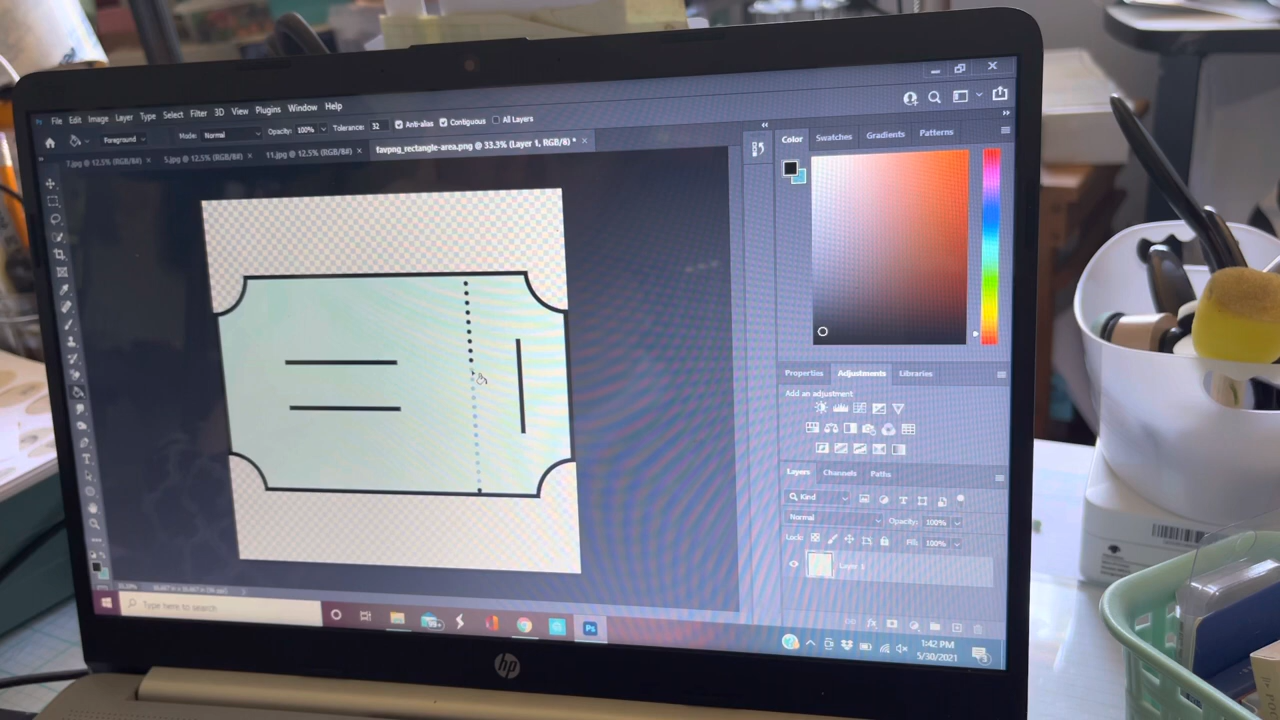 Ps File Edit Image Layer Type Select Filter 3D View Plugins Window Help
Foreground Mode: Normal Opacity: 100% Tolerance: 32 Anti-alias Contiguous All Layers
7.jpg @ 12.5% (RGB/8#) × 5.jpg @ 12.5% (RGB/8#) × 11.jpg @ 12.5% (RGB/8#) × favpng_rectangle-area.png @ 33.3% (Layer 1, RGB/8) * ×
Color Swatches Gradients Patterns
Properties Adjustments Libraries
Add an adjustment
Layers Channels Paths
Kind
Normal Opacity: 100%
Lock: Fill: 100%
Layer 1
Type here to search
Ps
1:42 PM
5/30/2021
hp